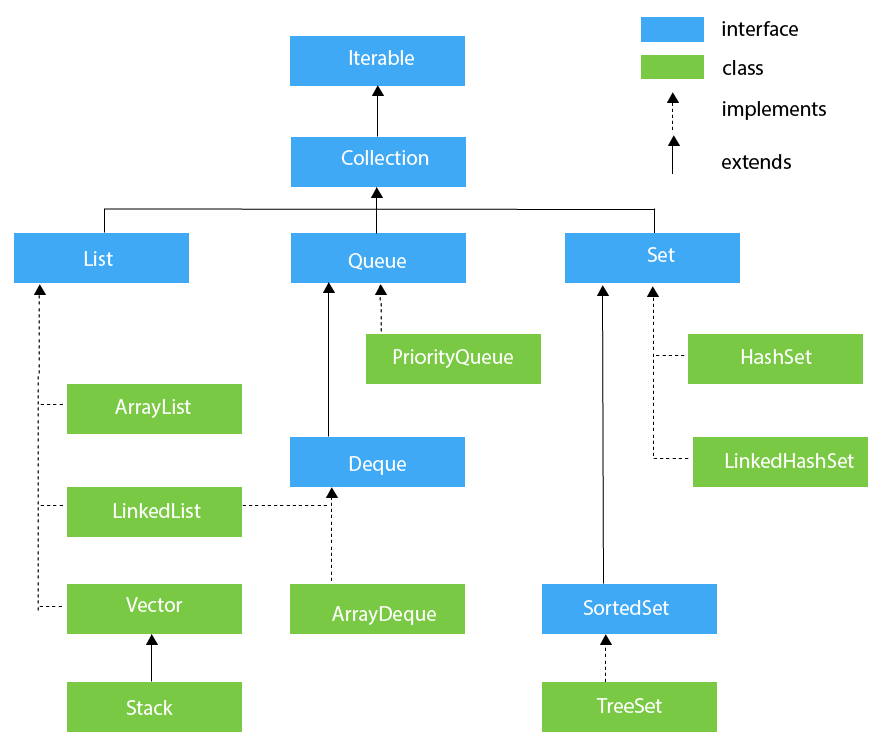 interface
Iterable
class
implements
Collection
extends
List
Queue
Set
PriorityQueue
HashSet
ArrayList
Deque
LinkedHashSet
LinkedList
Vector
ArrayDeque
SortedSet
Stack
TreeSet